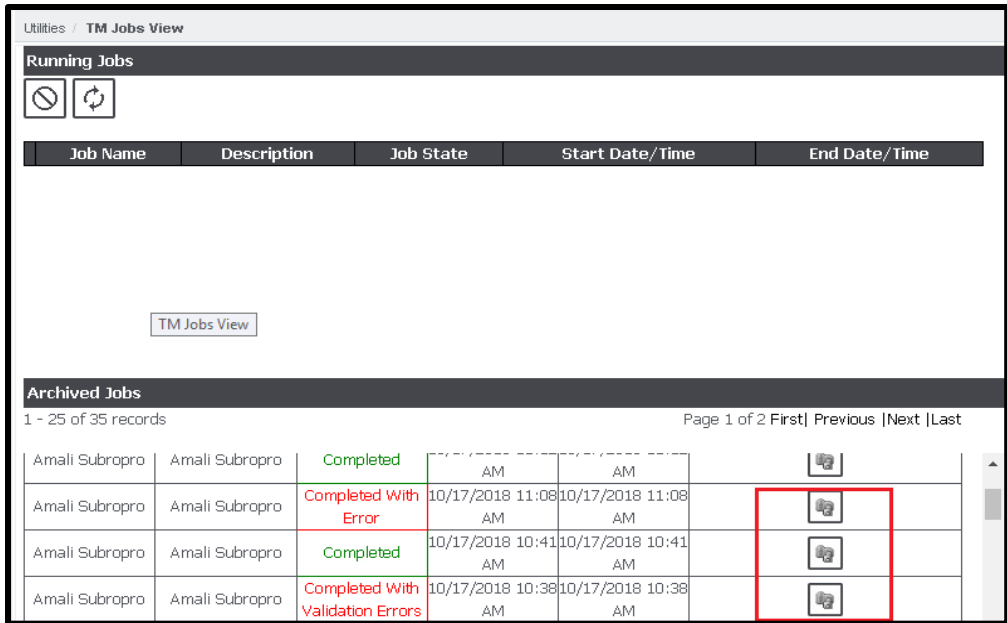 Utilities / TM Jobs View
Running Jobs
Job Name Description Job State Start Date/Time End Date/Time
TM Jobs View
Archived Jobs
1 - 25 of 35 records Page 1 of 2 First| Previous |Next |Last
Amali Subropro Amali Subropro Completed AM AM
Amali Subropro Amali Subropro Completed With Error 10/17/2018 11:08 AM 10/17/2018 11:08 AM
Amali Subropro Amali Subropro Completed 10/17/2018 10:41 AM 10/17/2018 10:41 AM
Amali Subropro Amali Subropro Completed With Validation Errors 10/17/2018 10:38 AM 10/17/2018 10:38 AM